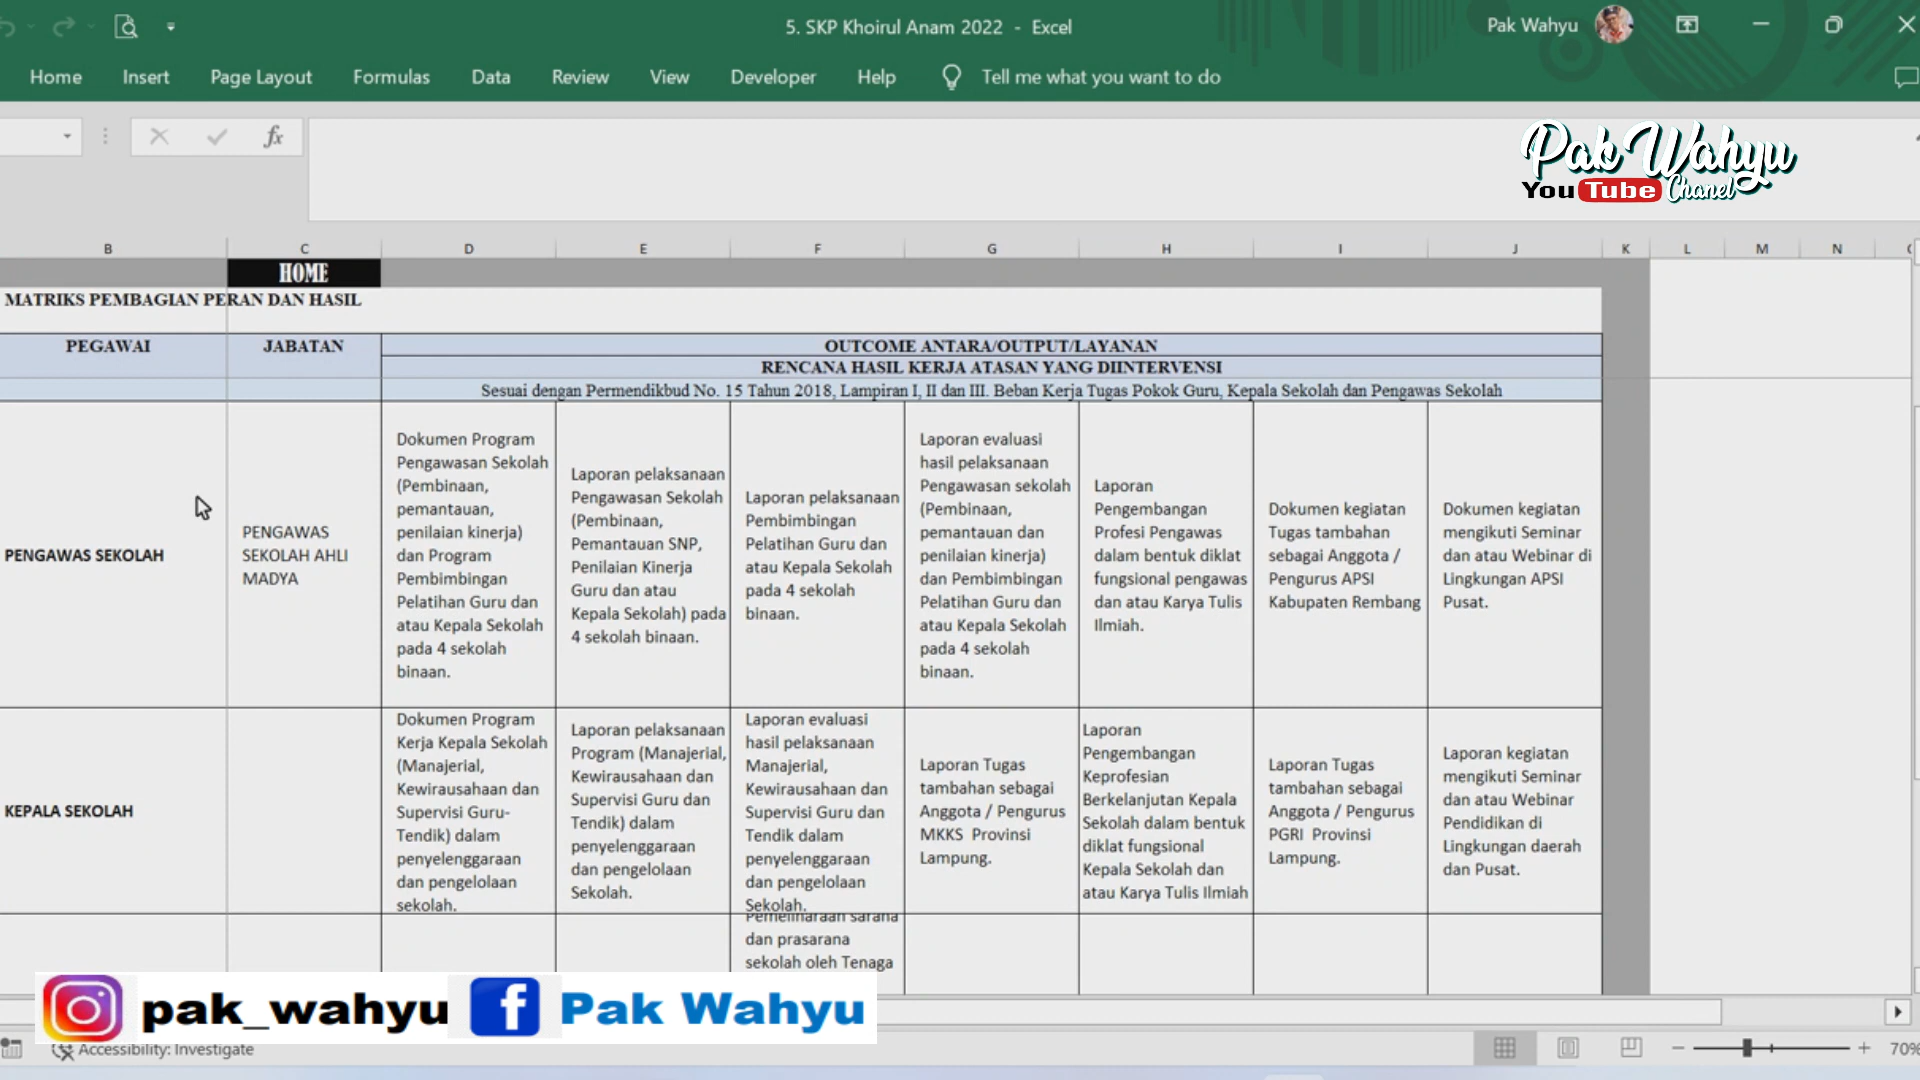 5. SKP Khoirul Anam 2022 - Excel
Pak Wahyu
Home Insert Page Layout Formulas Data Review View Developer Help Tell me what you want to do
fx
Pak Wahyu
YouTube Chanel
B C D E F G H I J K L M N
HOME
MATRIKS PEMBAGIAN PERAN DAN HASIL
PEGAWAI
JABATAN
OUTCOME ANTARA/OUTPUT/LAYANAN
RENCANA HASIL KERJA ATASAN YANG DIINTERVENSI
Sesuai dengan Permendikbud No. 15 Tahun 2018, Lampiran I, II dan III. Beban Kerja Tugas Pokok Guru, Kepala Sekolah dan Pengawas Sekolah
PENGAWAS SEKOLAH
PENGAWAS
SEKOLAH AHLI
MADYA
Dokumen Program
Pengawasan Sekolah
(Pembinaan,
pemantauan,
penilaian kinerja)
dan Program
Pembimbingan
Pelatihan Guru dan
atau Kepala Sekolah
pada 4 sekolah
binaan.
Laporan pelaksanaan
Pengawasan Sekolah
(Pembinaan,
Pemantauan SNP,
Penilaian Kinerja
Guru dan atau
Kepala Sekolah) pada
4 sekolah binaan.
Laporan pelaksanaan
Pembimbingan
Pelatihan Guru dan
atau Kepala Sekolah
pada 4 sekolah
binaan.
Laporan evaluasi
hasil pelaksanaan
Pengawasan sekolah
(Pembinaan,
pemantauan dan
penilaian kinerja)
dan Pembimbingan
Pelatihan Guru dan
atau Kepala Sekolah
pada 4 sekolah
binaan.
Laporan
Pengembangan
Profesi Pengawas
dalam bentuk diklat
fungsional pengawas
dan atau Karya Tulis
Ilmiah.
Dokumen kegiatan
Tugas tambahan
sebagai Anggota /
Pengurus APSI
Kabupaten Rembang
Dokumen kegiatan
mengikuti Seminar
dan atau Webinar di
Lingkungan APSI
Pusat.
KEPALA SEKOLAH
Dokumen Program
Kerja Kepala Sekolah
(Manajerial,
Kewirausahaan dan
Supervisi Guru-
Tendik) dalam
penyelenggaraan
dan pengelolaan
sekolah.
Laporan pelaksanaan
Program (Manajerial,
Kewirausahaan dan
Supervisi Guru dan
Tendik) dalam
penyelenggaraan
dan pengelolaan
Sekolah.
Laporan evaluasi
hasil pelaksanaan
Manajerial,
Kewirausahaan dan
Supervisi Guru dan
Tendik dalam
penyelenggaraan
dan pengelolaan
Sekolah.
Laporan Tugas
tambahan sebagai
Anggota / Pengurus
MKKS Provinsi
Lampung.
Laporan
Pengembangan
Keprofesian
Berkelanjutan Kepala
Sekolah dalam bentuk
diklat fungsional
Kepala Sekolah dan
atau Karya Tulis Ilmiah
Laporan Tugas
tambahan sebagai
Anggota / Pengurus
PGRI Provinsi
Lampung.
Laporan kegiatan
mengikuti Seminar
dan atau Webinar
Pendidikan di
Lingkungan daerah
dan Pusat.
Pemeliharaan sarana
dan prasarana
sekolah oleh Tenaga
pak_wahyu
Pak Wahyu
Accessibility: Investigate
70%